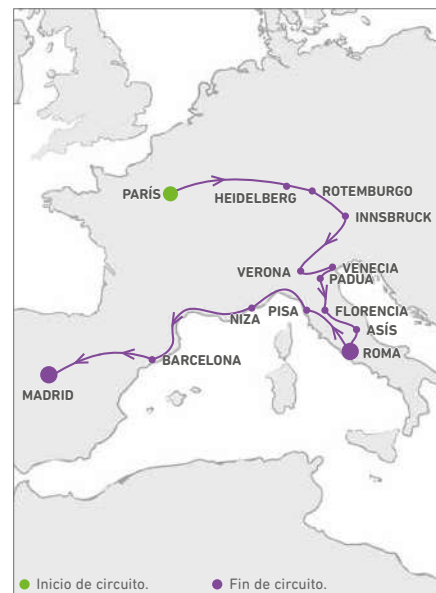 PARÍS
HEIDELBERG
ROTEMBURGO
INNSBRUCK
VERONA
VENECIA
PADUA
NIZA
PISA
FLORENCIA
ASÍS
BARCELONA
ROMA
MADRID
Inicio de circuito.
Fin de circuito.